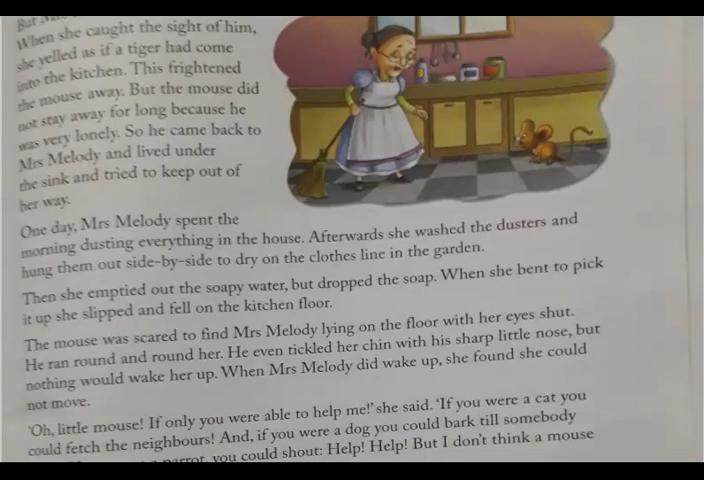 But
When she caught the sight of him,
she yelled as if a tiger had come
into the kitchen. This frightened
the mouse away. But the mouse did
not stay away for long because he
was very lonely. So he came back to
Mrs Melody and lived under
the sink and tried to keep out of
her way.
One day, Mrs Melody spent the
morning dusting everything in the house. Afterwards she washed the dusters and
hung them out side-by-side to dry on the clothes line in the garden.
Then she emptied out the soapy water, but dropped the soap. When she bent to pick
it up she slipped and fell on the kitchen floor.
The mouse was scared to find Mrs Melody lying on the floor with her eyes shut.
He ran round and round her. He even tickled her chin with his sharp little nose, but
nothing would wake her up. When Mrs Melody did wake up, she found she could
not move.
'Oh, little mouse! If only you were able to help me!' she said. 'If you were a cat you
could fetch the neighbours! And, if you were a dog you could bark till somebody
parrot, you could shout: Help! Help! But I don't think a mouse